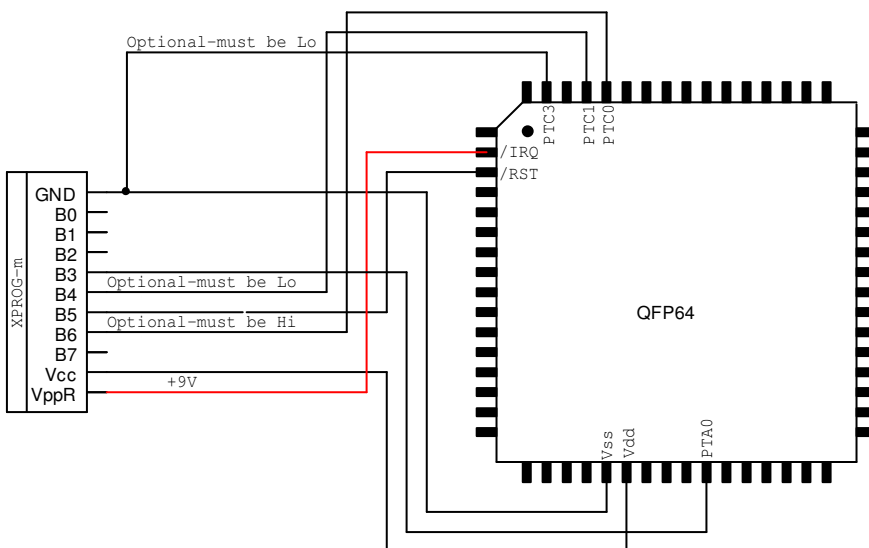 Optional-must be Lo
PTC3
PTC1
PTC0
/IRQ
/RST
XPROG-m
GND
B0
B1
B2
B3
B4
B5
B6
B7
Vcc
VppR
Optional-must be Lo
Optional-must be Hi
+9V
QFP64
Vss
Vdd
PTA0